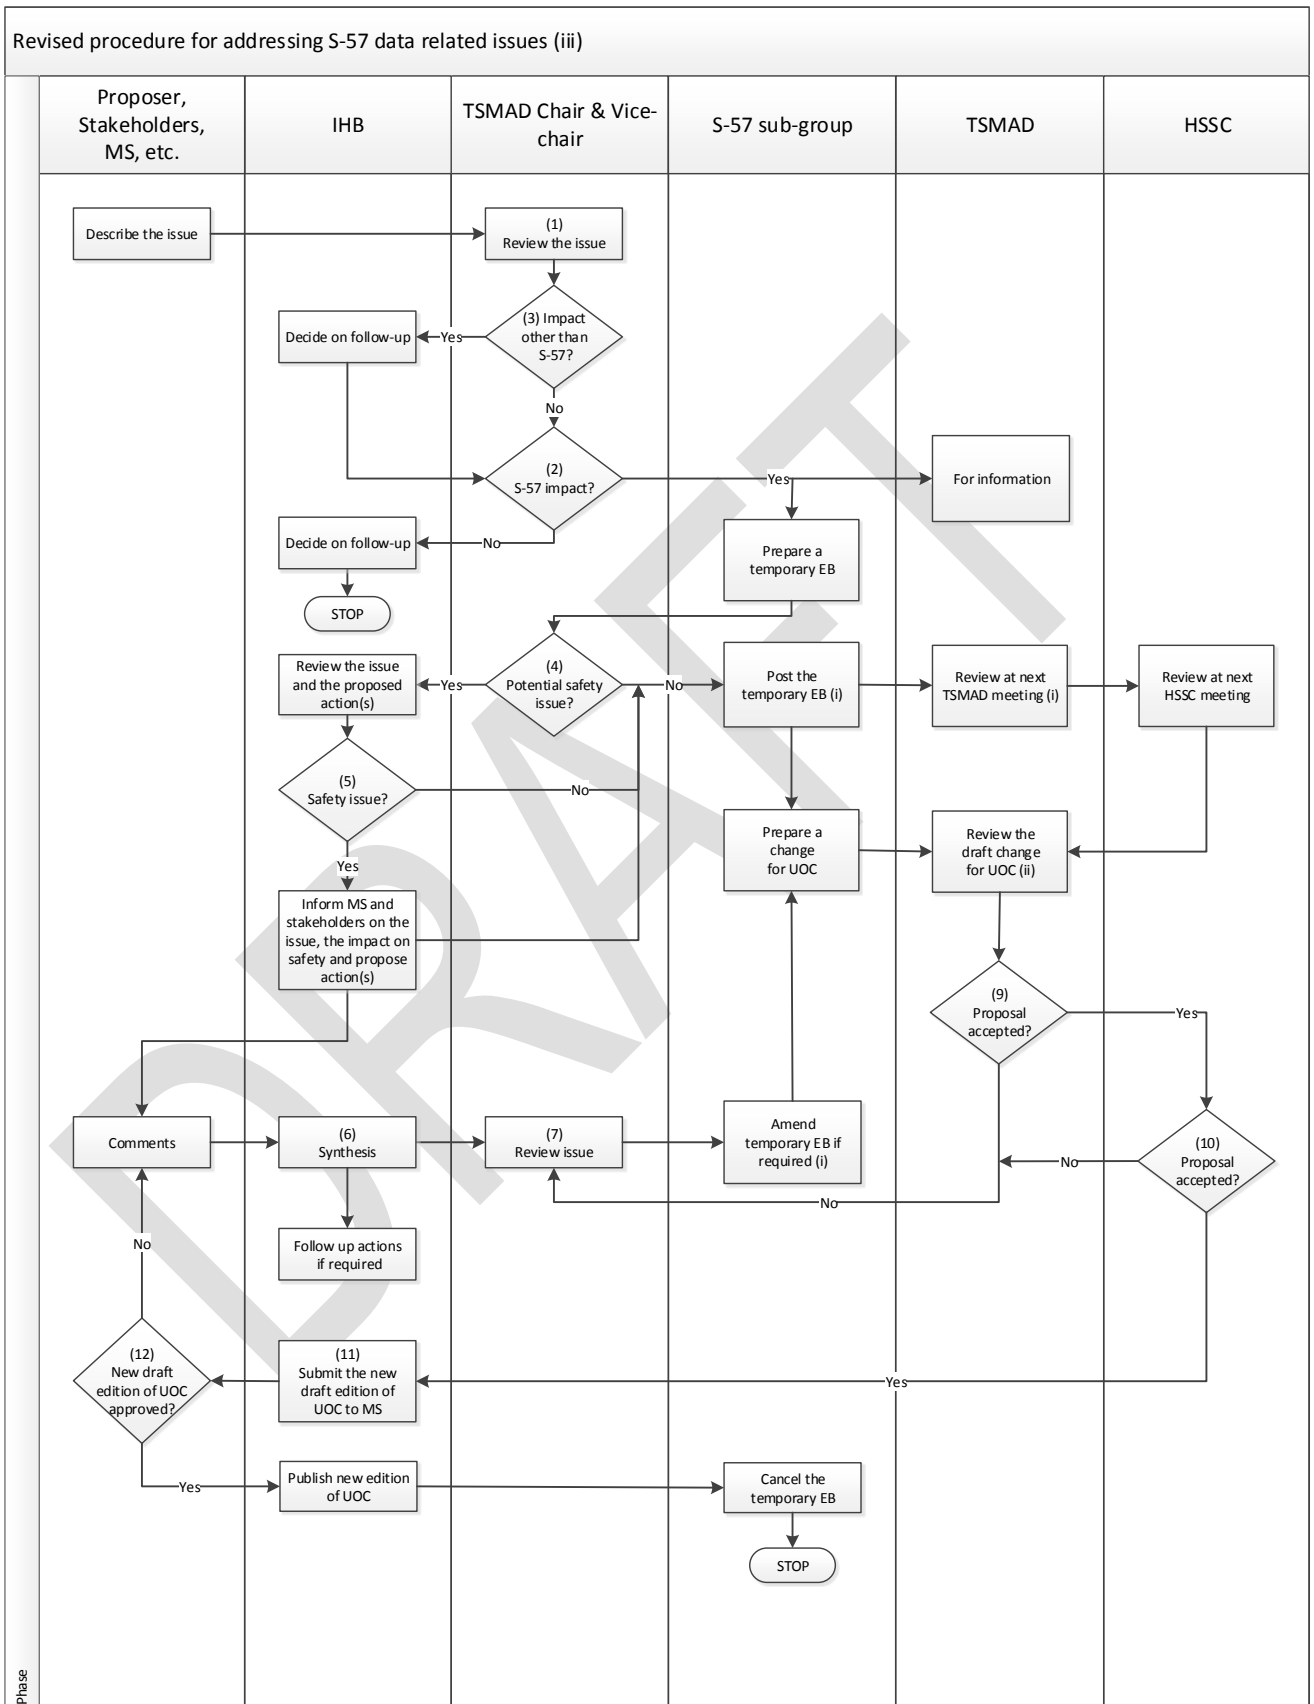 Revised procedure for addressing S-57 data related issues (iii)
Proposer,
Stakeholders,
MS, etc.
IHB
TSMAD Chair & Vice-
chair
S-57 sub-group
TSMAD
HSSC
Describe the issue
(1)
Review the issue
Decide on follow-up
Yes
(3) Impact
other than
S-57?
No
(2)
S-57 impact?
Yes
For information
Decide on follow-up
No
Prepare a
temporary EB
STOP
Review the issue
and the proposed
action(s)
Yes
(4)
Potential safety
issue?
No
Post the
temporary EB (i)
Review at next
TSMAD meeting (i)
Review at next
HSSC meeting
(5)
Safety issue?
No
Yes
Prepare a
change
for UOC
Review the
draft change
for UOC (ii)
Inform MS and
stakeholders on the
issue, the impact on
safety and propose
action(s)
(9)
Proposal
accepted?
Yes
Comments
(6)
Synthesis
(7)
Review issue
Amend
temporary EB if
required (i)
No
(10)
Proposal
accepted?
No
No
Follow up actions
if required
(12)
New draft
edition of UOC
approved?
(11)
Submit the new
draft edition of
UOC to MS
Yes
Yes
Publish new edition
of UOC
Cancel the
temporary EB
STOP
Phase
DRAFT